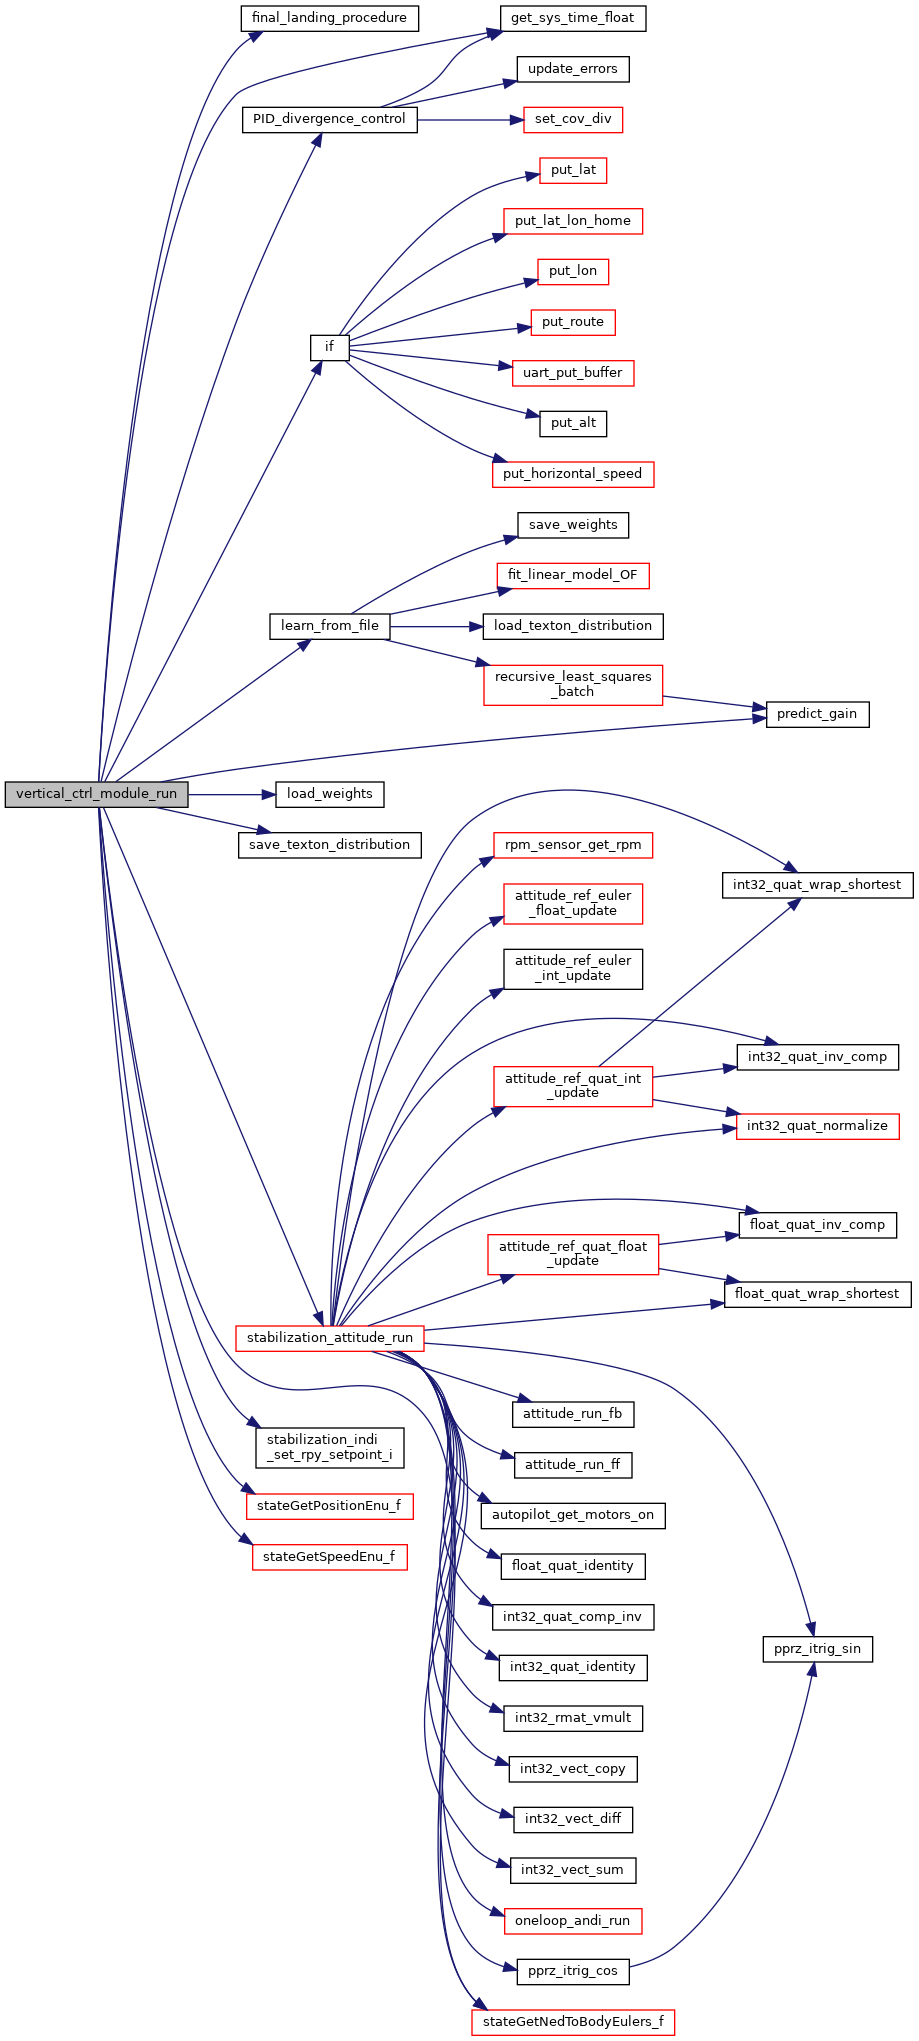 final_landing_procedure
get_sys_time_float
update_errors
PID_divergence_control
set_cov_div
put_lat
put_lat_lon_home
put_lon
put_route
if
uart_put_buffer
put_alt
put_horizontal_speed
save_weights
fit_linear_model_OF
learn_from_file
load_texton_distribution
recursive_least_squares
_batch
predict_gain
vertical_ctrl_module_run
load_weights
save_texton_distribution
rpm_sensor_get_rpm
int32_quat_wrap_shortest
attitude_ref_euler
_float_update
attitude_ref_euler
_int_update
int32_quat_inv_comp
attitude_ref_quat_int
_update
int32_quat_normalize
float_quat_inv_comp
attitude_ref_quat_float
_update
float_quat_wrap_shortest
stabilization_attitude_run
attitude_run_fb
stabilization_indi
_set_rpy_setpoint_i
attitude_run_ff
stateGetPositionEnu_f
autopilot_get_motors_on
stateGetSpeedEnu_f
float_quat_identity
int32_quat_comp_inv
pprz_itrig_sin
int32_quat_identity
int32_rmat_vmult
int32_vect_copy
int32_vect_diff
int32_vect_sum
oneloop_andi_run
pprz_itrig_cos
stateGetNedToBodyEulers_f